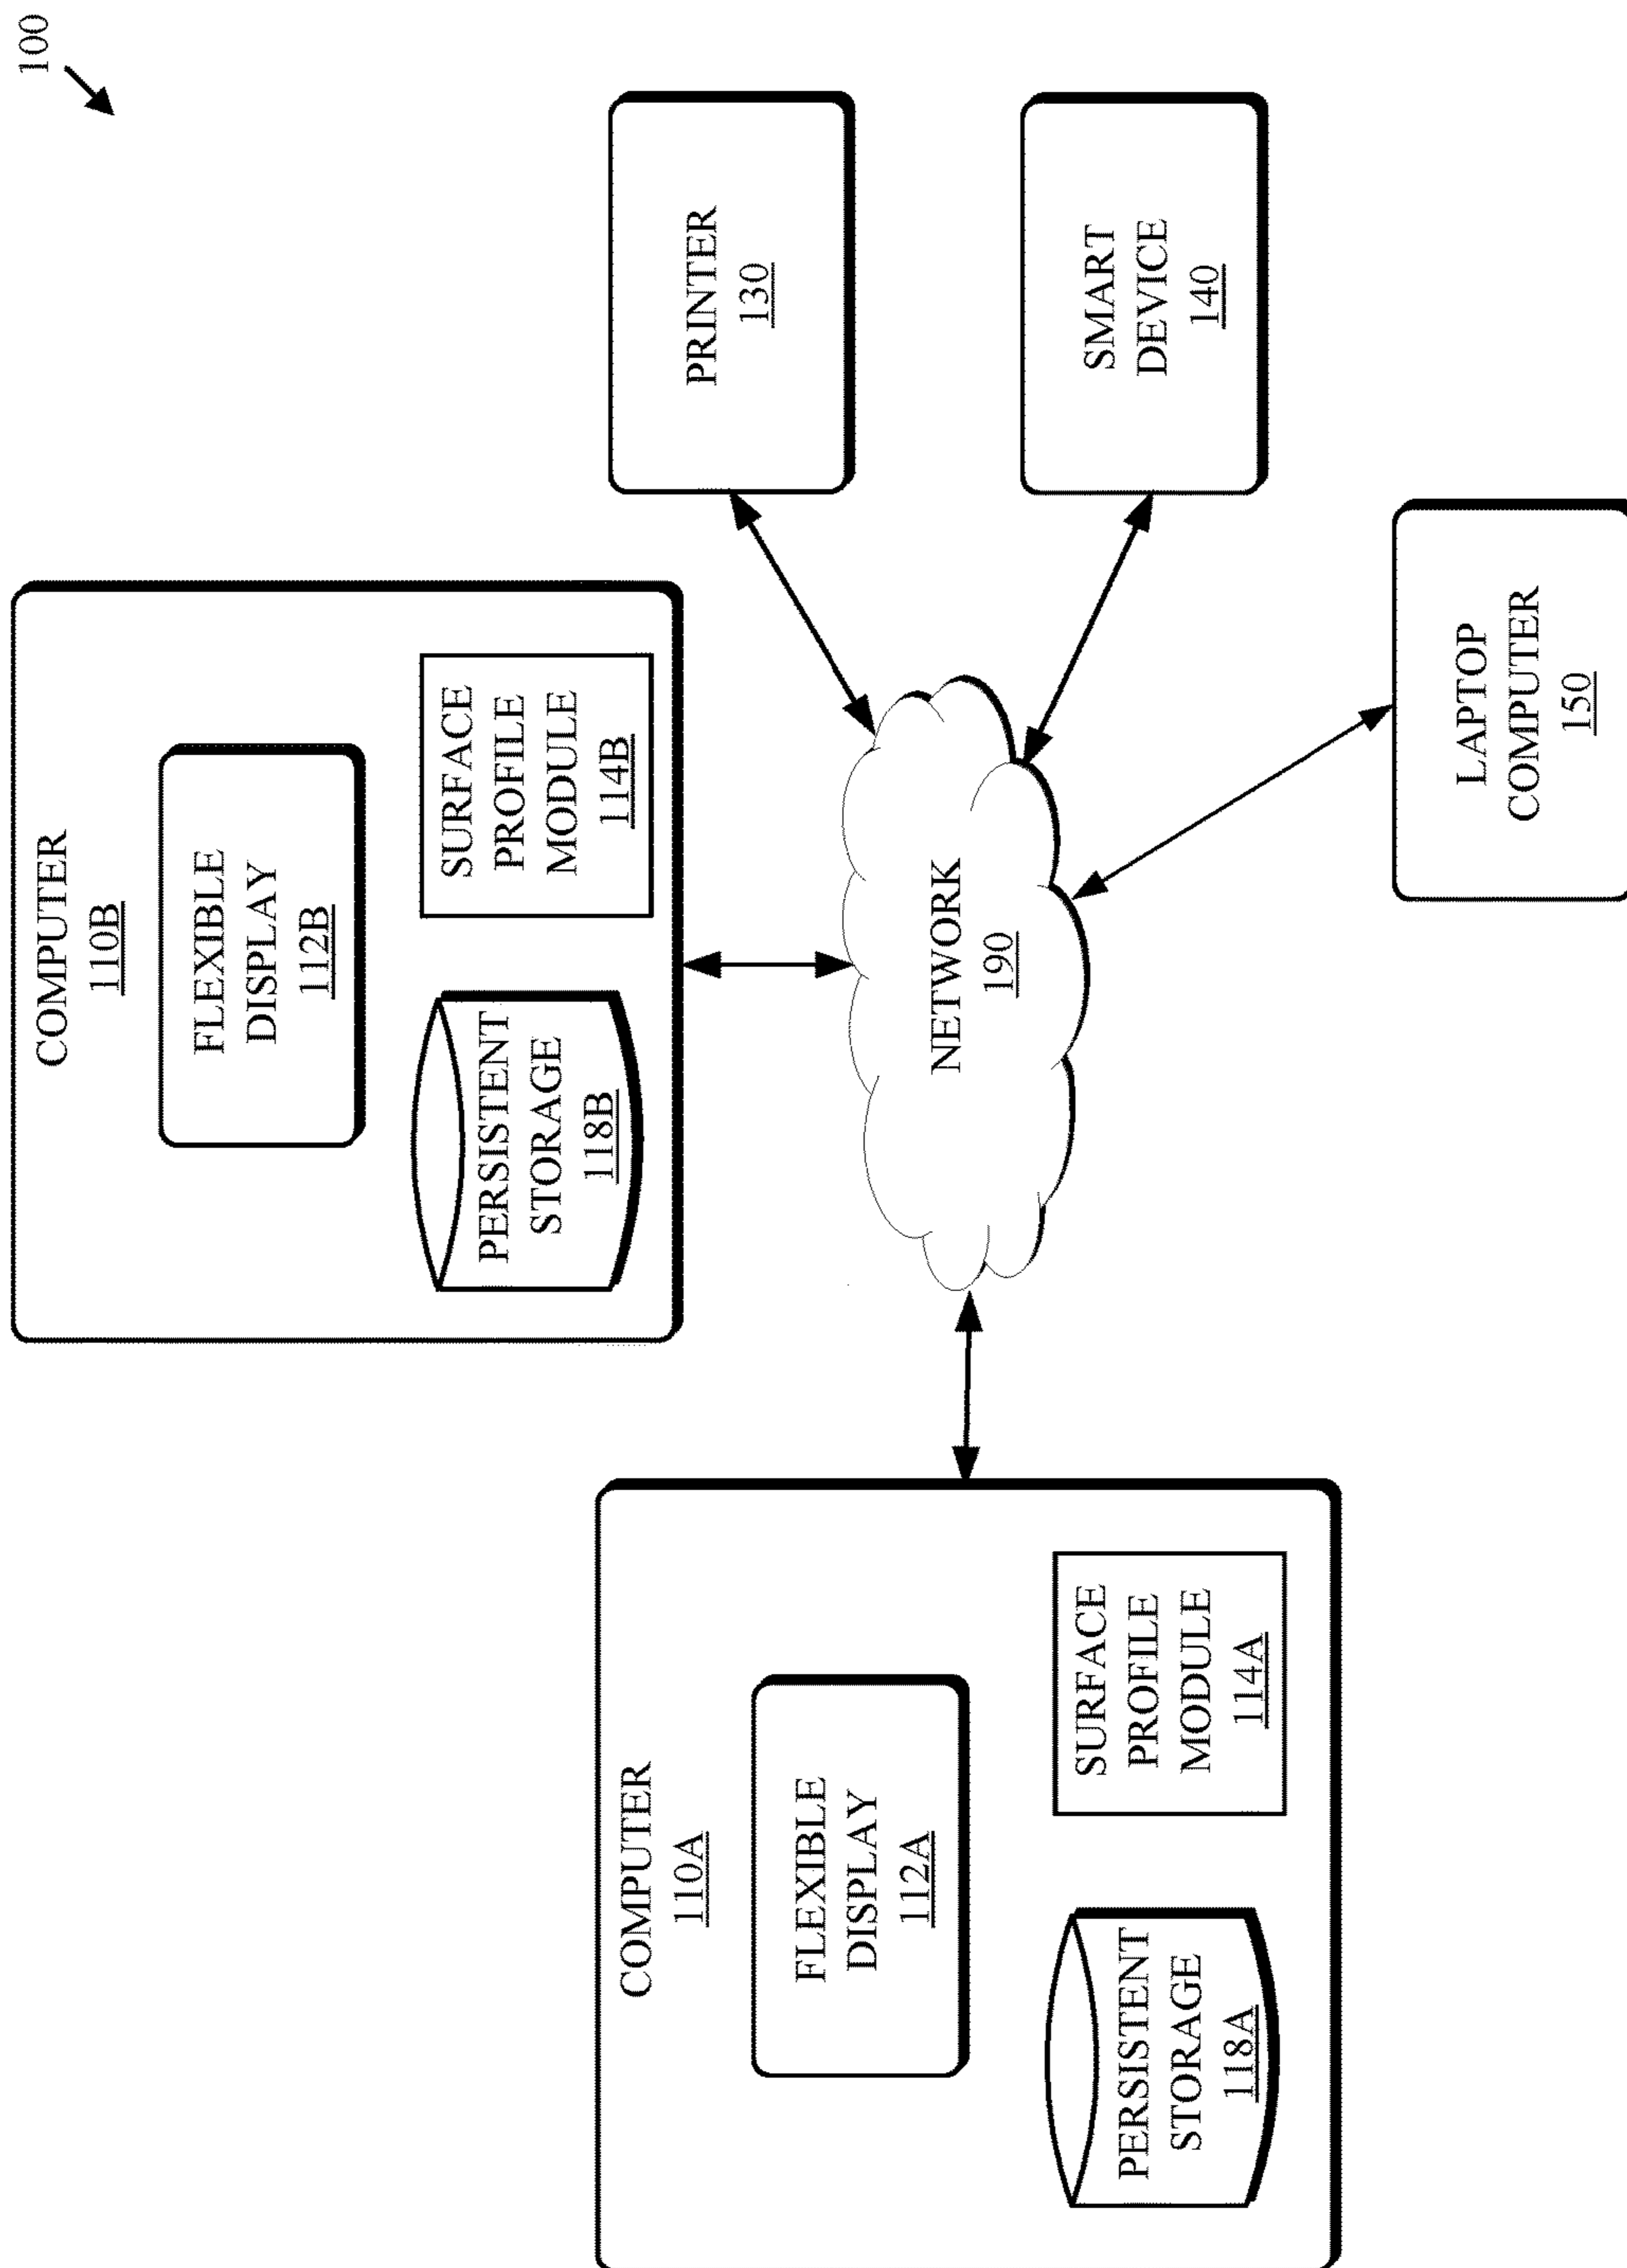 100
COMPUTER
110B
FLEXIBLE
DISPLAY
112B
PERSISTENT
STORAGE
118B
SURFACE
PROFILE
MODULE
114B
COMPUTER
110A
FLEXIBLE
DISPLAY
112A
PERSISTENT
STORAGE
118A
SURFACE
PROFILE
MODULE
114A
NETWORK
190
PRINTER
130
SMART
DEVICE
140
LAPTOP
COMPUTER
150